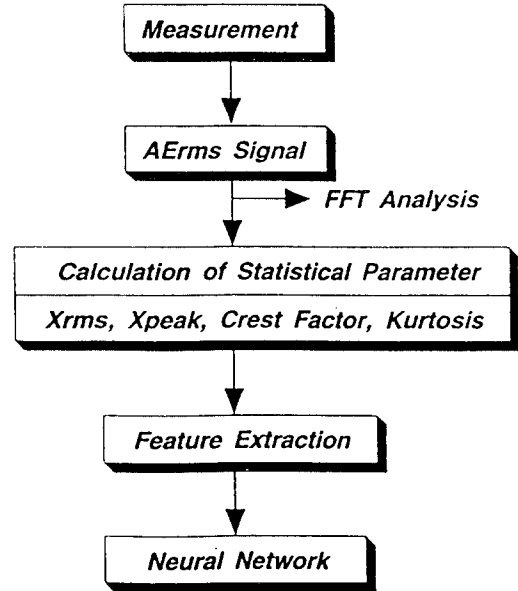 Measurement
AErms Signal
FFT Analysis
Calculation of Statistical Parameter
Xrms, Xpeak, Crest Factor, Kurtosis
Feature Extraction
Neural Network